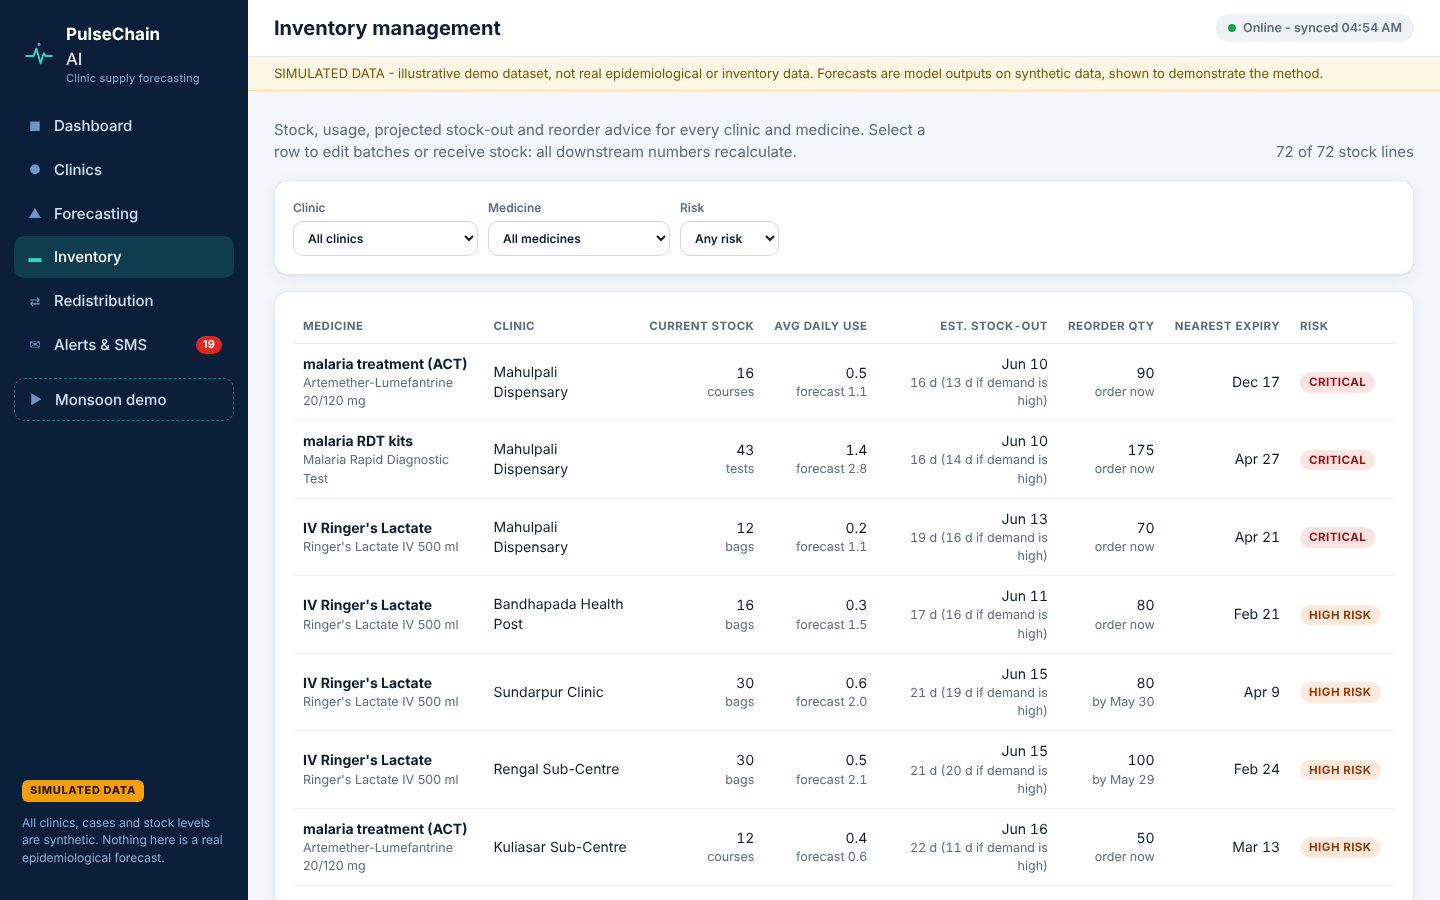 PulseChain
AI
Clinic supply forecasting
Dashboard
Clinics
Forecasting
Inventory
Redistribution
Alerts & SMS
19
Monsoon demo
SIMULATED DATA
All clinics, cases and stock levels
are synthetic. Nothing here is a real
epidemiological forecast.
Inventory management
Online - synced 04:54 AM
SIMULATED DATA - illustrative demo dataset, not real epidemiological or inventory data. Forecasts are model outputs on synthetic data, shown to demonstrate the method.
Stock, usage, projected stock-out and reorder advice for every clinic and medicine. Select a
row to edit batches or receive stock: all downstream numbers recalculate.
72 of 72 stock lines
Clinic
Medicine
Risk
All clinics
All medicines
Any risk
MEDICINE CLINIC CURRENT STOCK AVG DAILY USE EST. STOCK-OUT REORDER QTY NEAREST EXPIRY RISK
malaria treatment (ACT)
Artemether-Lumefantrine
20/120 mg
Mahulpali
Dispensary
16
courses
0.5
forecast 1.1
Jun 10
16 d (13 d if demand is
high)
90
order now
Dec 17
CRITICAL
malaria RDT kits
Malaria Rapid Diagnostic
Test
Mahulpali
Dispensary
43
tests
1.4
forecast 2.8
Jun 10
16 d (14 d if demand is
high)
175
order now
Apr 27
CRITICAL
IV Ringer's Lactate
Ringer's Lactate IV 500 ml
Mahulpali
Dispensary
12
bags
0.2
forecast 1.1
Jun 13
19 d (16 d if demand is
high)
70
order now
Apr 21
CRITICAL
IV Ringer's Lactate
Ringer's Lactate IV 500 ml
Bandhapada Health
Post
16
bags
0.3
forecast 1.5
Jun 11
17 d (16 d if demand is
high)
80
order now
Feb 21
HIGH RISK
IV Ringer's Lactate
Ringer's Lactate IV 500 ml
Sundarpur Clinic
30
bags
0.6
forecast 2.0
Jun 15
21 d (19 d if demand is
high)
80
by May 30
Apr 9
HIGH RISK
IV Ringer's Lactate
Ringer's Lactate IV 500 ml
Rengal Sub-Centre
30
bags
0.5
forecast 2.1
Jun 15
21 d (20 d if demand is
high)
100
by May 29
Feb 24
HIGH RISK
malaria treatment (ACT)
Artemether-Lumefantrine
20/120 mg
Kuliasar Sub-Centre
12
courses
0.4
forecast 0.6
Jun 16
22 d (11 d if demand is
high)
50
order now
Mar 13
HIGH RISK